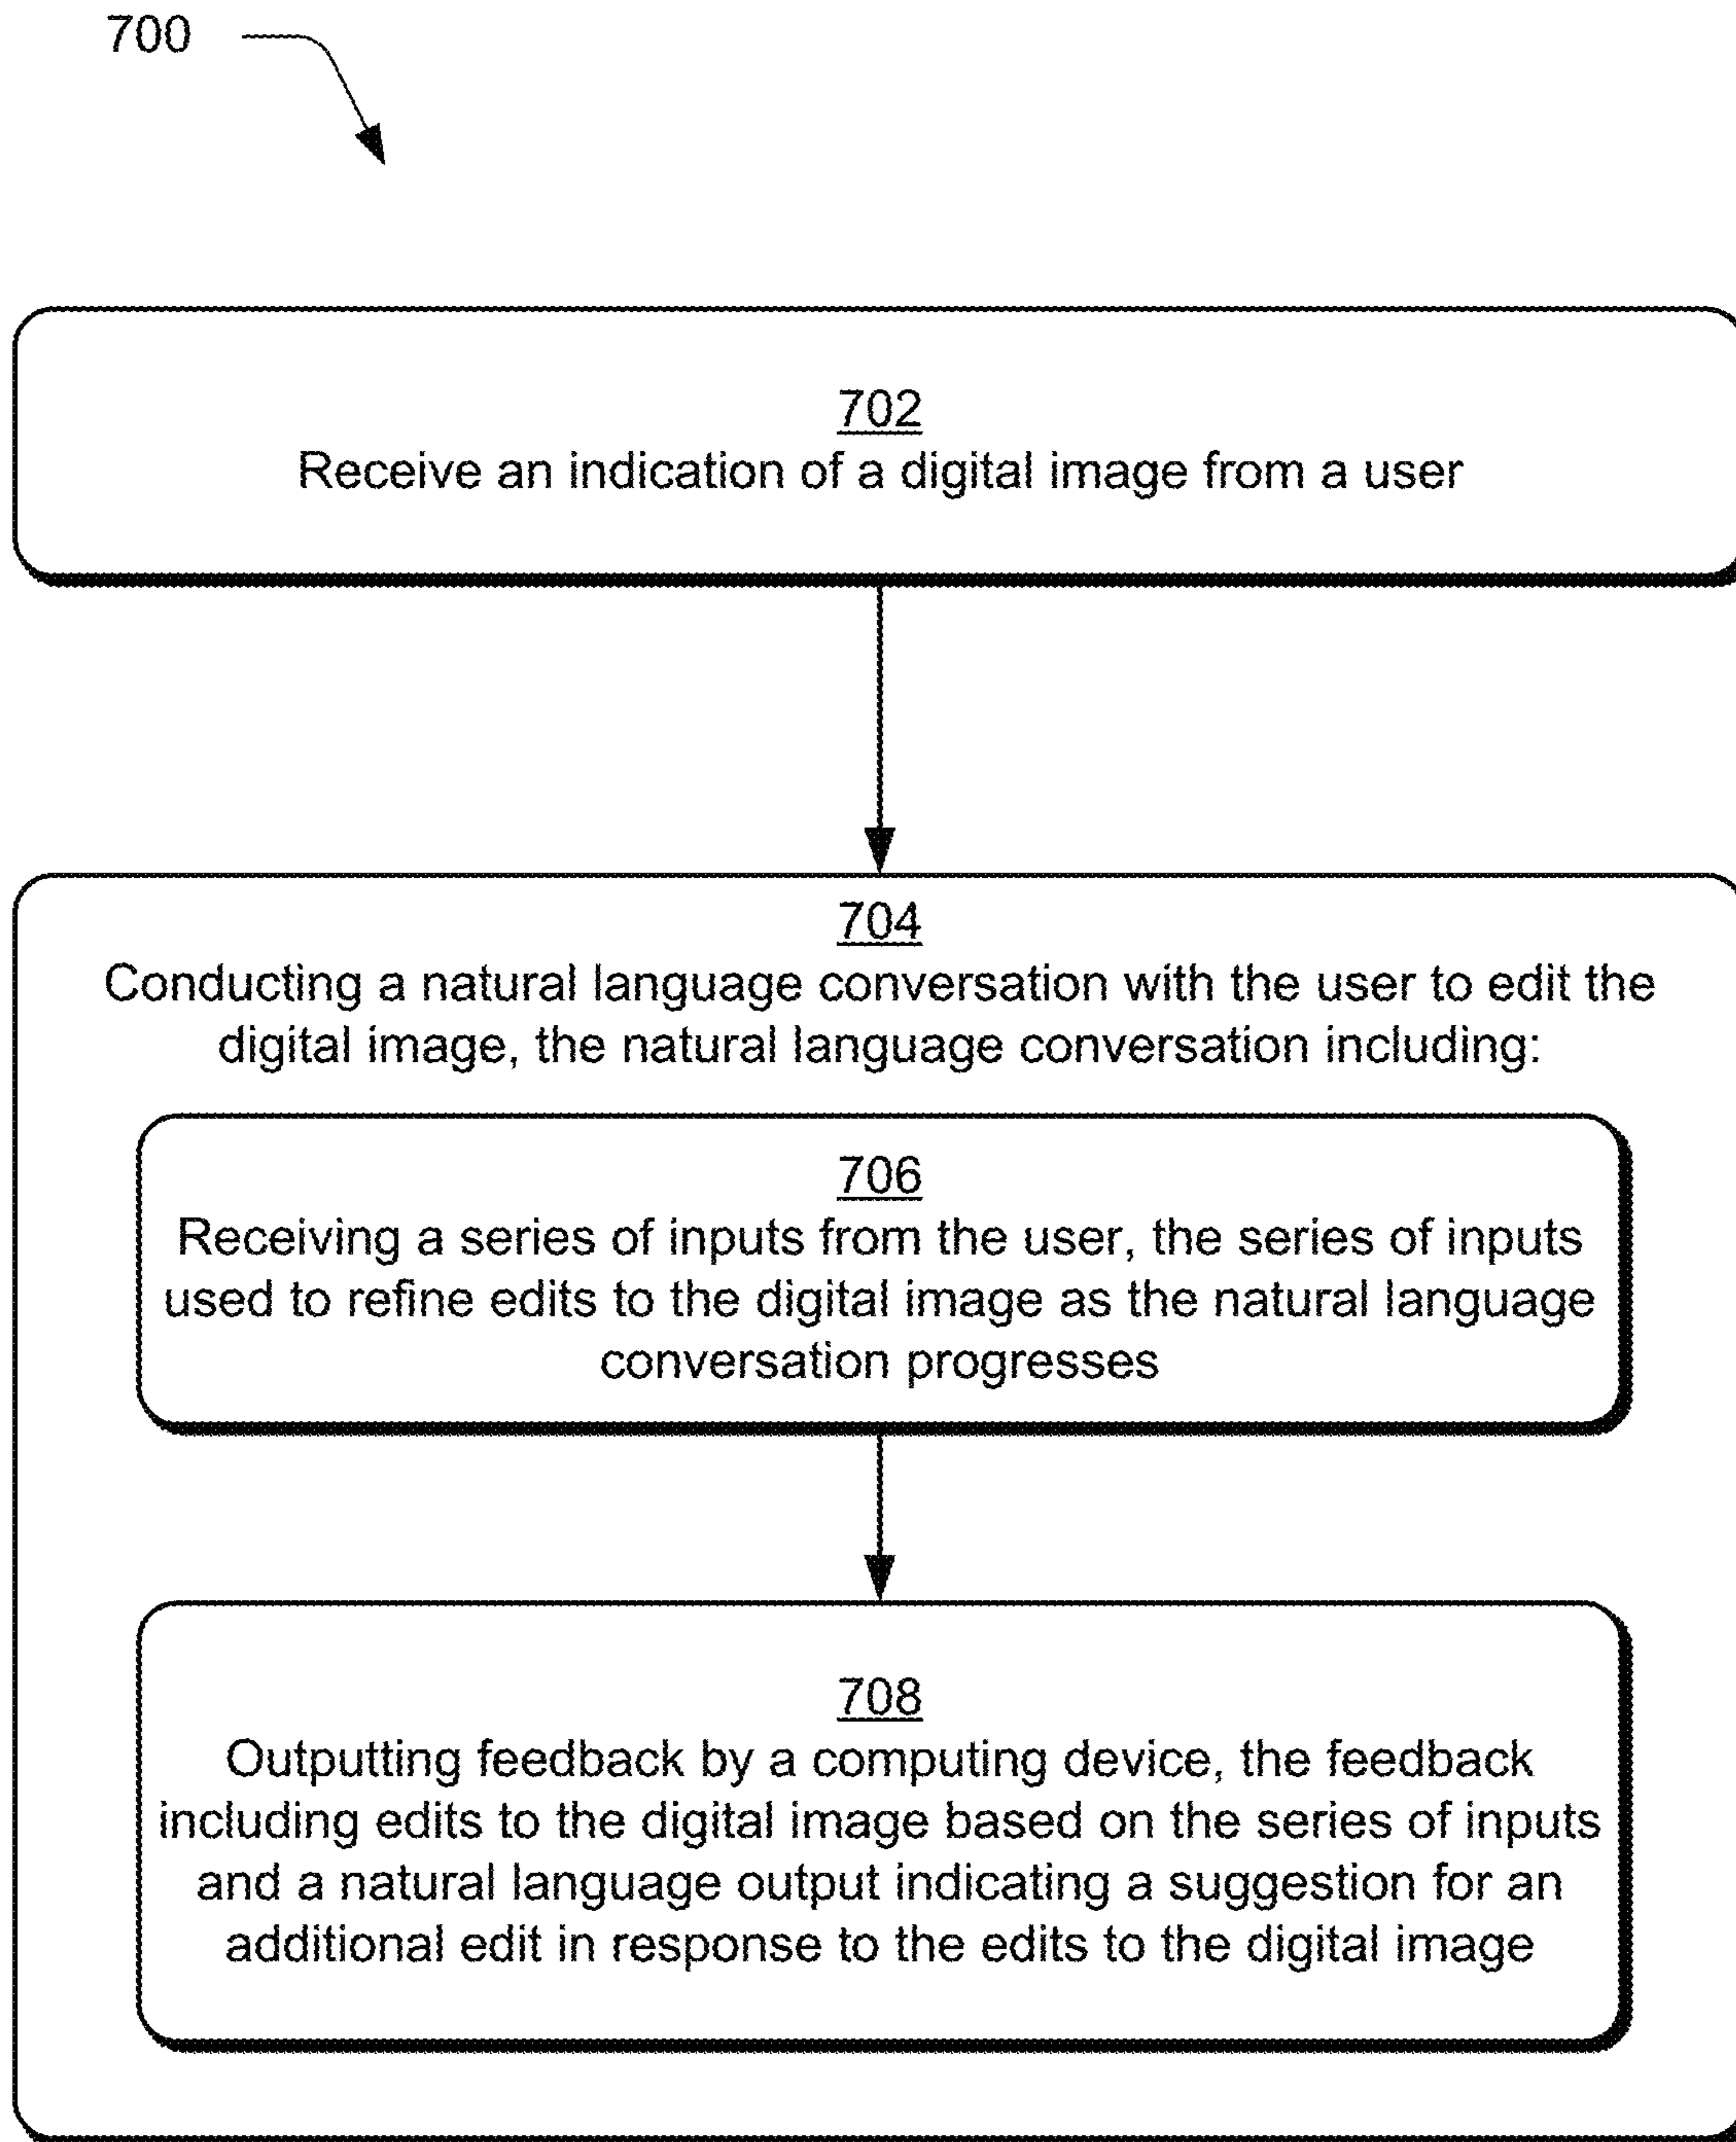 700
702
Receive an indication of a digital image from a user
704
Conducting a natural language conversation with the user to edit the
digital image, the natural language conversation including:
706
Receiving a series of inputs from the user, the series of inputs
used to refine edits to the digital image as the natural language
conversation progresses
708
Outputting feedback by a computing device, the feedback
including edits to the digital image based on the series of inputs
and a natural language output indicating a suggestion for an
additional edit in response to the edits to the digital image